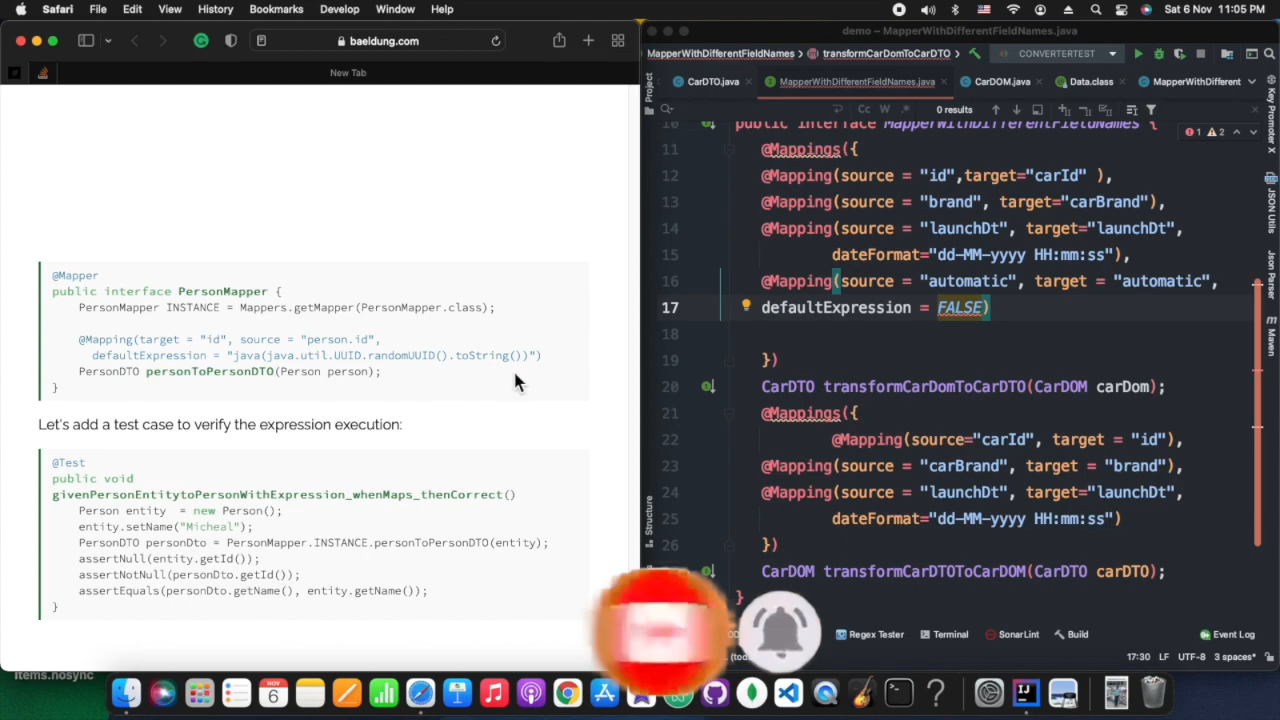 Safari File Edit View History Bookmarks Develop Window Help Sat 6 Nov 11:05 PM
baeldung.com
New Tab
@Mapper
public interface PersonMapper {
PersonMapper INSTANCE = Mappers.getMapper(PersonMapper.class);
@Mapping(target = "id", source = "person.id",
defaultExpression = "java(java.util.UUID.randomUUID().toString())")
PersonDTO personToPersonDTO(Person person);
}
Let's add a test case to verify the expression execution:
@Test
public void
givenPersonEntitytoPersonWithExpression_whenMaps_thenCorrect()
Person entity = new Person();
entity.setName("Micheal");
PersonDTO personDto = PersonMapper.INSTANCE.personToPersonDTO(entity);
assertNull(entity.getId());
assertNotNull(personDto.getId());
assertEquals(personDto.getName(), entity.getName());
}
Items.nosync
demo – MapperWithDifferentFieldNames.java
MapperWithDifferentFieldNames transformCarDomToCarDTO CONVERTERTEST
CarDTO.java MapperWithDifferentFieldNames.java CarDOM.java Data.class MapperWithDifferent
Cc W .* 0 results
1 2
10 public interface MapperWithDifferentFieldNames {
11 @Mappings({
12 @Mapping(source = "id",target="carId" ),
13 @Mapping(source = "brand", target="carBrand"),
14 @Mapping(source = "launchDt", target="launchDt",
15 dateFormat="dd-MM-yyyy HH:mm:ss"),
16 @Mapping(source = "automatic", target = "automatic",
17 defaultExpression = FALSE)
18
19 })
20 CarDTO transformCarDomToCarDTO(CarDOM carDom);
21 @Mappings({
22 @Mapping(source="carId", target = "id"),
23 @Mapping(source = "carBrand", target = "brand"),
24 @Mapping(source = "launchDt", target="launchDt",
25 dateFormat="dd-MM-yyyy HH:mm:ss")
26 })
CarDOM transformCarDTOToCarDOM(CarDTO carDTO);
}
Project
Structure
Key Promoter X
JSON Utils
Json Parser
Maven
Regex Tester Terminal SonarLint Build Event Log
17:30 LF UTF-8 3 spaces*
NOV
6